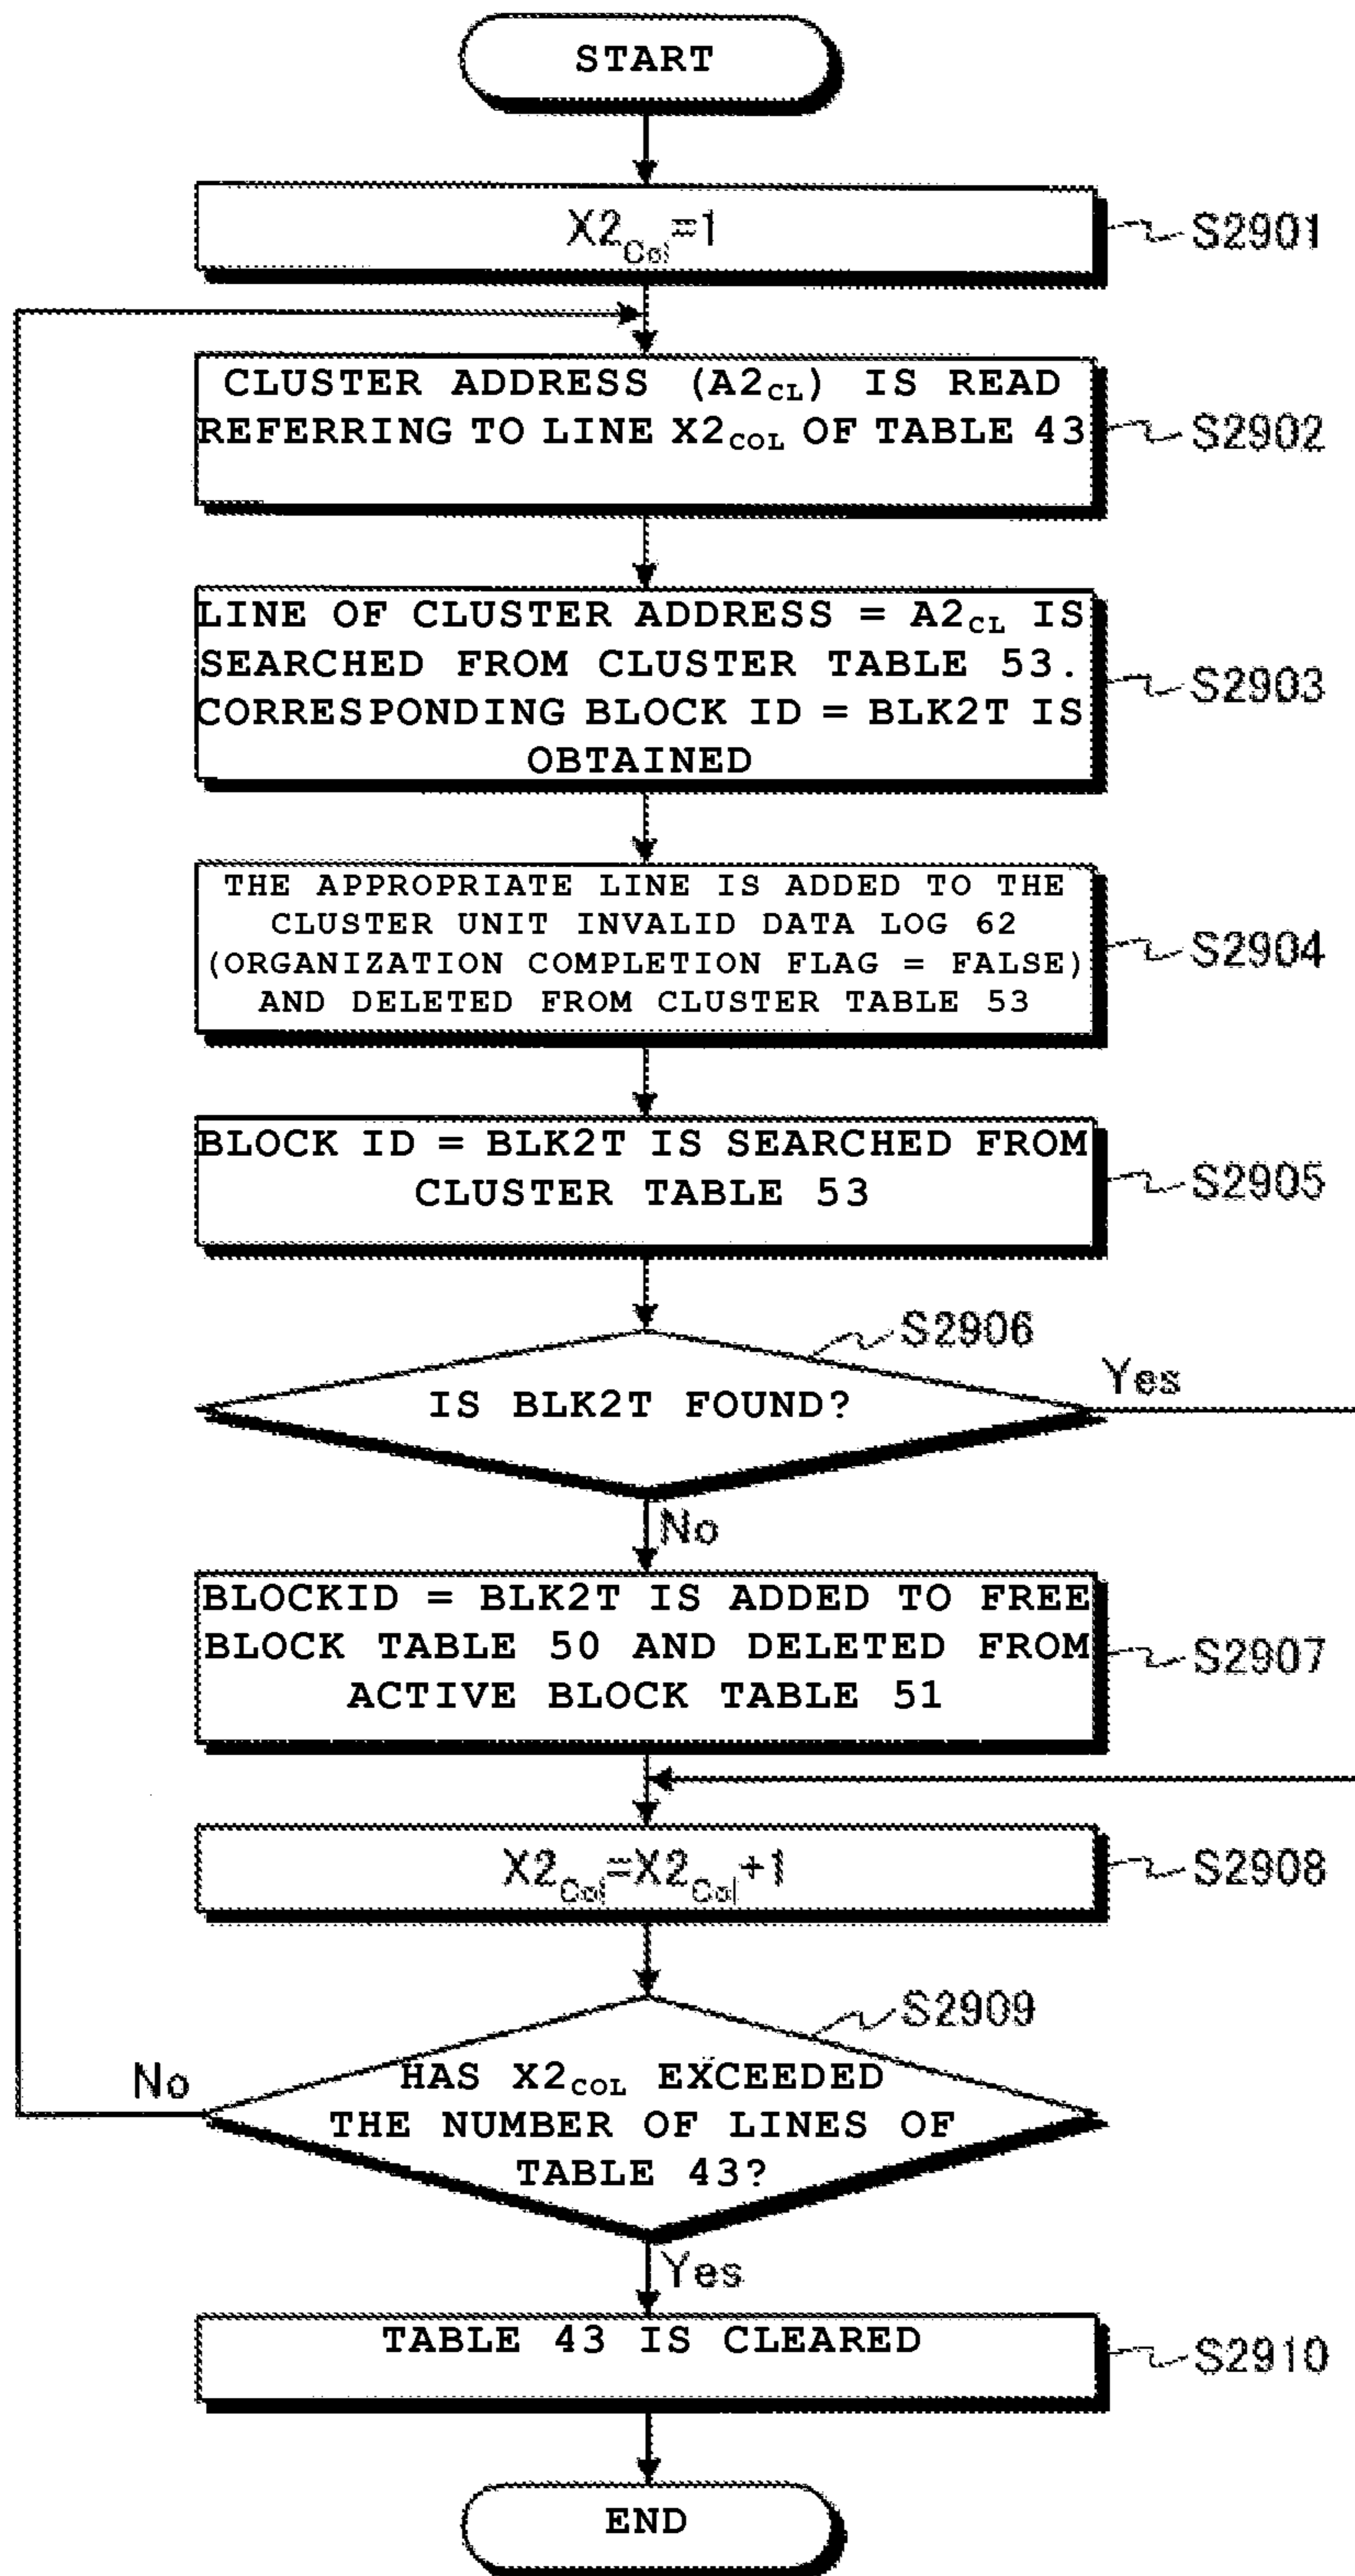 START
X2Col=1
S2901
CLUSTER ADDRESS (A2CL) IS READ
REFERRING TO LINE X2COL OF TABLE 43
S2902
LINE OF CLUSTER ADDRESS = A2CL IS
SEARCHED FROM CLUSTER TABLE 53.
CORRESPONDING BLOCK ID = BLK2T IS
OBTAINED
S2903
THE APPROPRIATE LINE IS ADDED TO THE
CLUSTER UNIT INVALID DATA LOG 62
(ORGANIZATION COMPLETION FLAG = FALSE)
AND DELETED FROM CLUSTER TABLE 53
S2904
BLOCK ID = BLK2T IS SEARCHED FROM
CLUSTER TABLE 53
S2905
S2906
IS BLK2T FOUND?
Yes
No
BLOCKID = BLK2T IS ADDED TO FREE
BLOCK TABLE 50 AND DELETED FROM
ACTIVE BLOCK TABLE 51
S2907
X2Col=X2Col+1
S2908
S2909
HAS X2COL EXCEEDED
THE NUMBER OF LINES OF
TABLE 43?
No
Yes
TABLE 43 IS CLEARED
S2910
END